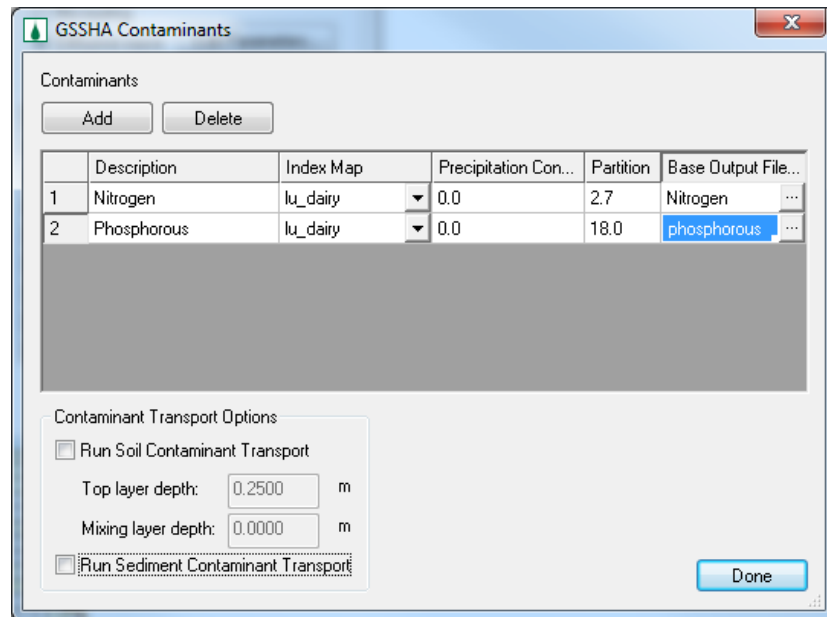 GSSHA Contaminants
Contaminants
Add Delete
Description Index Map Precipitation Con... Partition Base Output File...
1 Nitrogen lu_dairy 0.0 2.7 Nitrogen ...
2 Phosphorous lu_dairy 0.0 18.0 phosphorous ...
Contaminant Transport Options
Run Soil Contaminant Transport
Top layer depth: 0.2500 m
Mixing layer depth: 0.0000 m
Run Sediment Contaminant Transport
Done